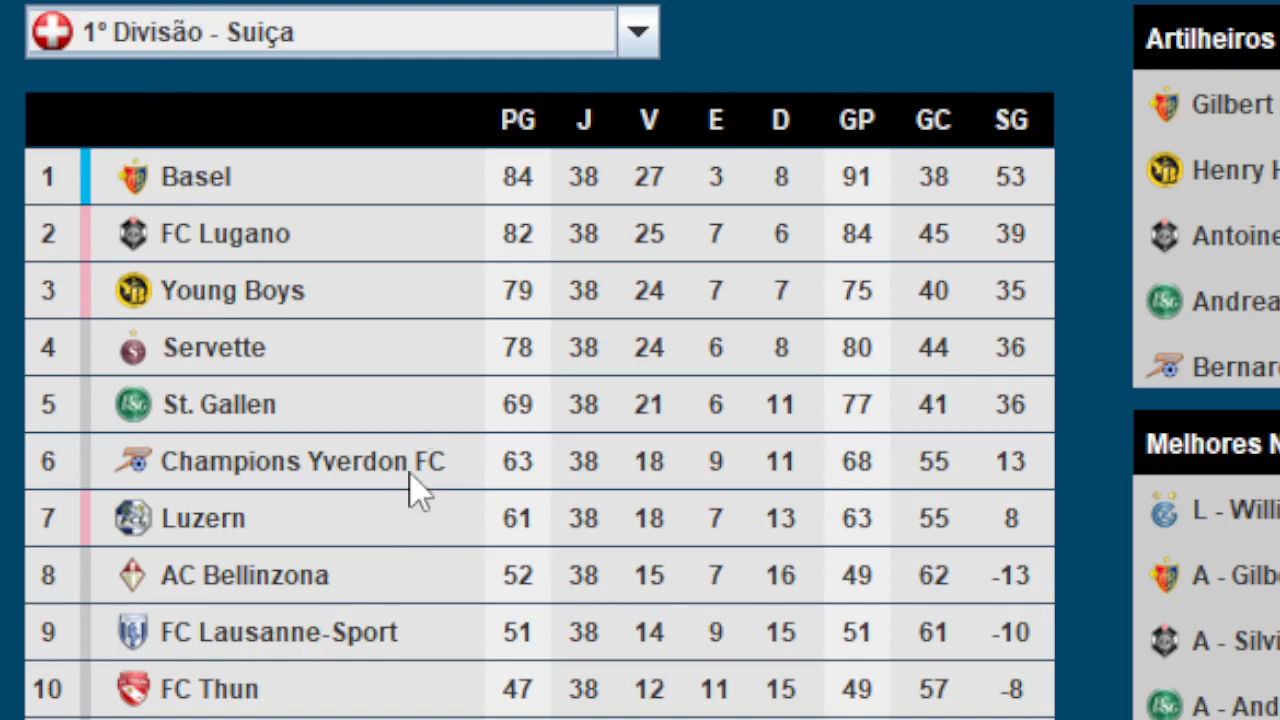 1º Divisão - Suiça
PG J V E D GP GC SG
1 Basel 84 38 27 3 8 91 38 53
2 FC Lugano 82 38 25 7 6 84 45 39
3 Young Boys 79 38 24 7 7 75 40 35
4 Servette 78 38 24 6 8 80 44 36
5 St. Gallen 69 38 21 6 11 77 41 36
6 Champions Yverdon FC 63 38 18 9 11 68 55 13
7 Luzern 61 38 18 7 13 63 55 8
8 AC Bellinzona 52 38 15 7 16 49 62 -13
9 FC Lausanne-Sport 51 38 14 9 15 51 61 -10
10 FC Thun 47 38 12 11 15 49 57 -8
Artilheiros
Gilbert
Henry
Antoine
Andrea
Bernar
Melhores
L - Willi
A - Gilb
A - Silvi
A - And